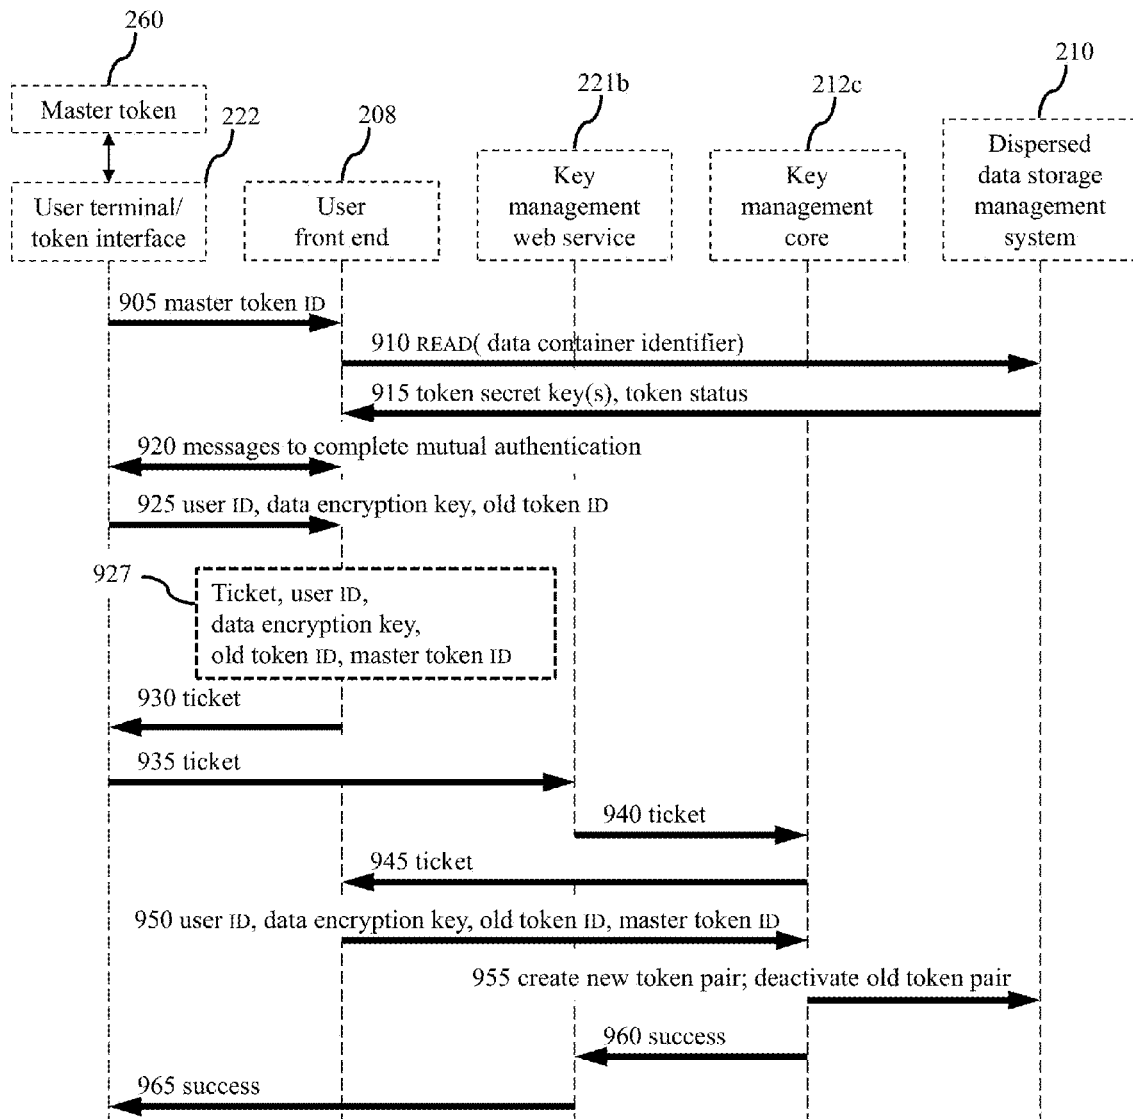 260
Master token
222
208
221b
212c
210
User terminal/
token interface
User
front end
Key
management
web service
Key
management
core
Dispersed
data storage
management
system
905 master token ID
910 READ( data container identifier)
915 token secret key(s), token status
920 messages to complete mutual authentication
925 user ID, data encryption key, old token ID
927
Ticket, user ID,
data encryption key,
old token ID, master token ID
930 ticket
935 ticket
940 ticket
945 ticket
950 user ID, data encryption key, old token ID, master token ID
955 create new token pair; deactivate old token pair
960 success
965 success